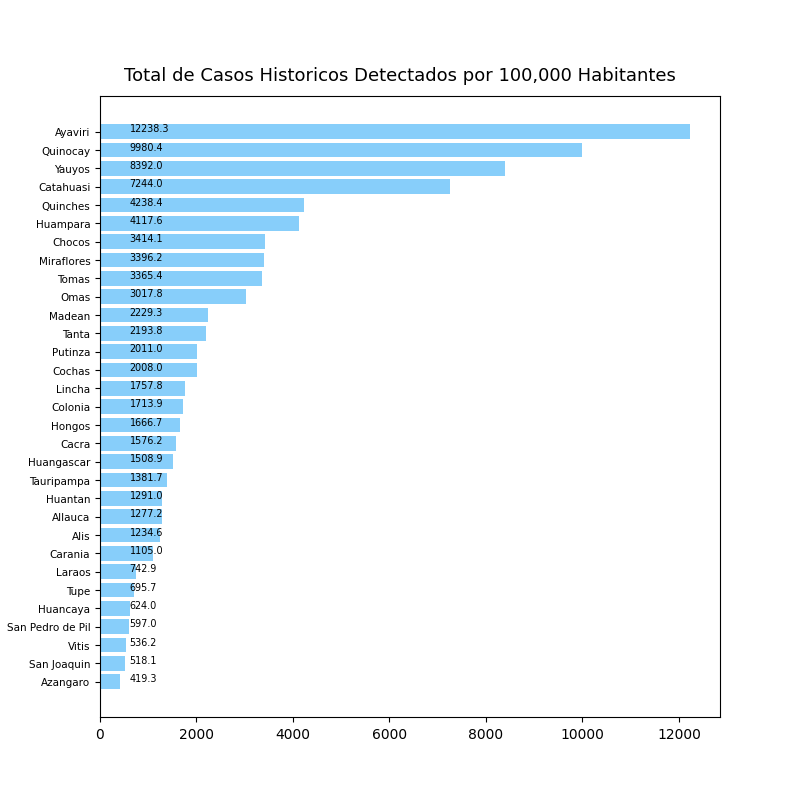 Total de Casos Historicos Detectados por 100,000 Habitantes
Ayaviri 12238.3
Quinocay 9980.4
Yauyos 8392.0
Catahuasi 7244.0
Quinches 4238.4
Huampara 4117.6
Chocos 3414.1
Miraflores 3396.2
Tomas 3365.4
Omas 3017.8
Madean 2229.3
Tanta 2193.8
Putinza 2011.0
Cochas 2008.0
Lincha 1757.8
Colonia 1713.9
Hongos 1666.7
Cacra 1576.2
Huangascar 1508.9
Tauripampa 1381.7
Huantan 1291.0
Allauca 1277.2
Alis 1234.6
Carania 1105.0
Laraos 742.9
Tupe 695.7
Huancaya 624.0
San Pedro de Pil 597.0
Vitis 536.2
San Joaquin 518.1
Azangaro 419.3
0 2000 4000 6000 8000 10000 12000